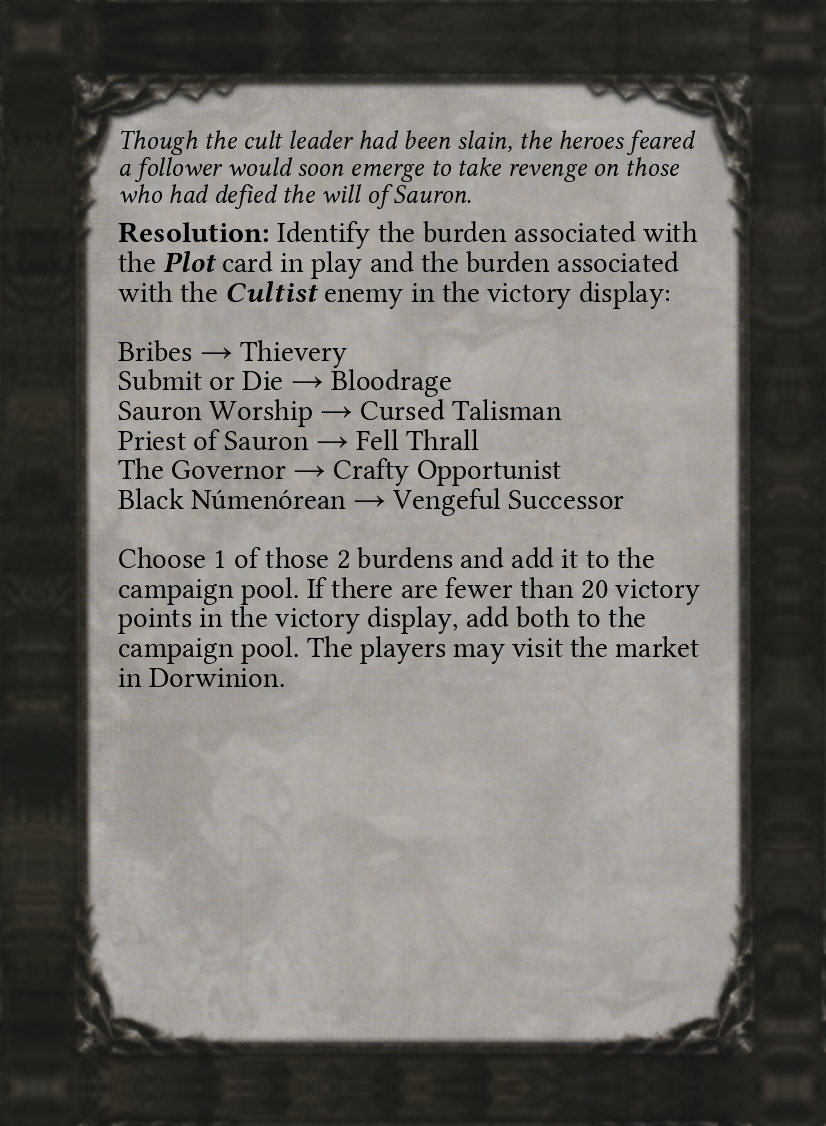 Though the cult leader had been slain, the heroes feared
a follower would soon emerge to take revenge on those
who had defied the will of Sauron.
Resolution: Identify the burden associated with
the Plot card in play and the burden associated
with the Cultist enemy in the victory display:
Bribes → Thievery
Submit or Die → Bloodrage
Sauron Worship → Cursed Talisman
Priest of Sauron → Fell Thrall
The Governor → Crafty Opportunist
Black Númenórean → Vengeful Successor
Choose 1 of those 2 burdens and add it to the
campaign pool. If there are fewer than 20 victory
points in the victory display, add both to the
campaign pool. The players may visit the market
in Dorwinion.